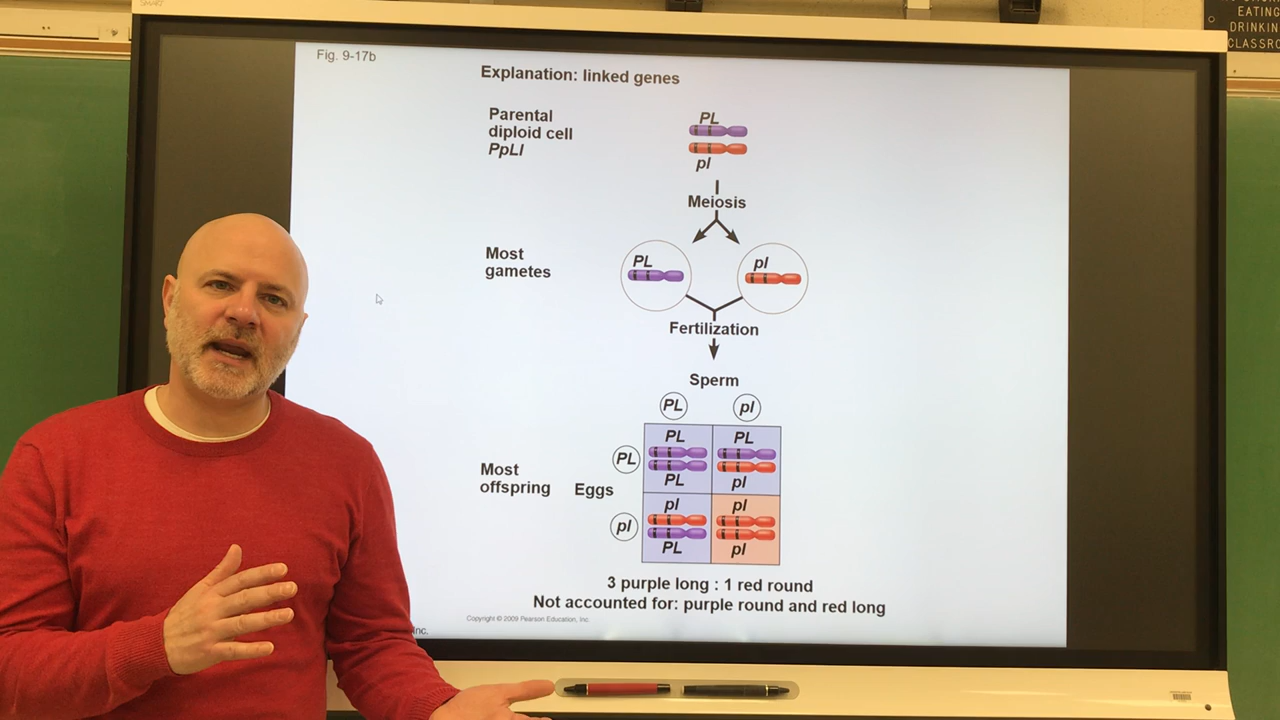 SMART
EATING
DRINKIN
CLASSRO
Fig. 9-17b
Explanation: linked genes
Parental
diploid cell
PpLl
PL
pl
Meiosis
Most
gametes
PL
pl
Fertilization
Sperm
PL
pl
Most
offspring
Eggs
PL
pl
PL
PL
PL
pl
pl
PL
pl
pl
3 purple long : 1 red round
Not accounted for: purple round and red long
Copyright © 2009 Pearson Education, Inc.
Inc.